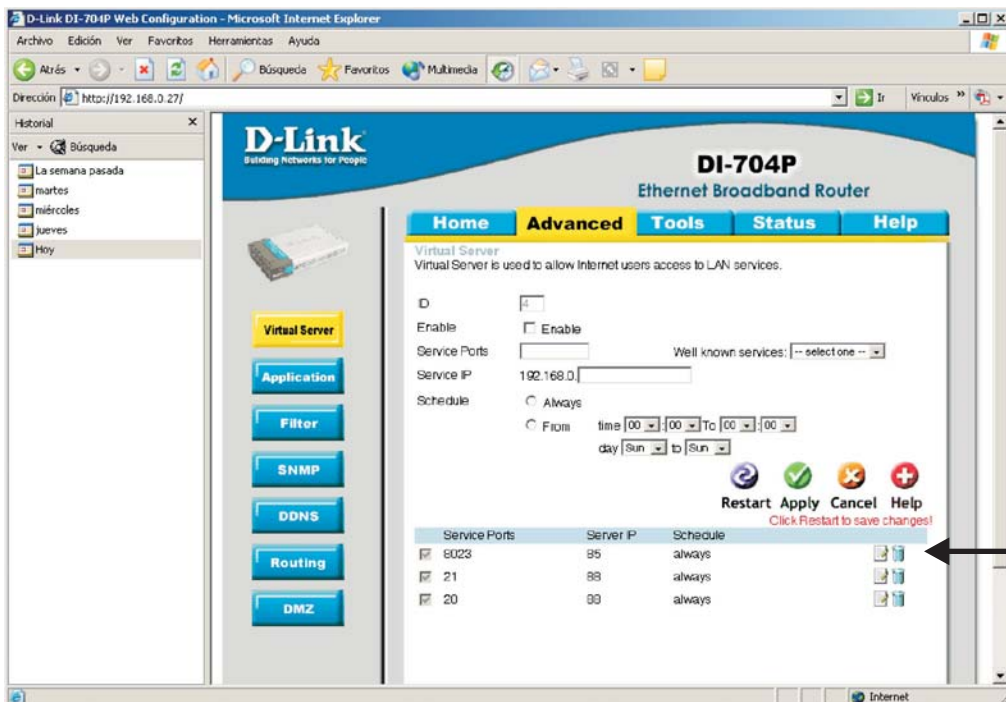 D-Link DI-704P Web Configuration - Microsoft Internet Explorer
Archivo Edición Ver Favoritos Herramientas Ayuda
Atrás Búsqueda Favoritos Multimedia
Dirección http://192.168.0.27/ Ir Vínculos »
Historial
Ver Búsqueda
La semana pasada
martes
miércoles
jueves
Hoy
D-Link
Building Networks for People
DI-704P
Ethernet Broadband Router
Home Advanced Tools Status Help
Virtual Server
Application
Filter
SNMP
DDNS
Routing
DMZ
Virtual Server
Virtual Server is used to allow Internet users access to LAN services.
ID 4
Enable Enable
Service Ports Well known services: -- select one --
Service IP 192.168.0.
Schedule Always
From time 00 : 00 To 00 : 00
day Sun to Sun
Restart Apply Cancel Help
Click Restart to save changes!
Service Ports Server IP Schedule
8023 85 always
21 88 always
20 88 always
Internet